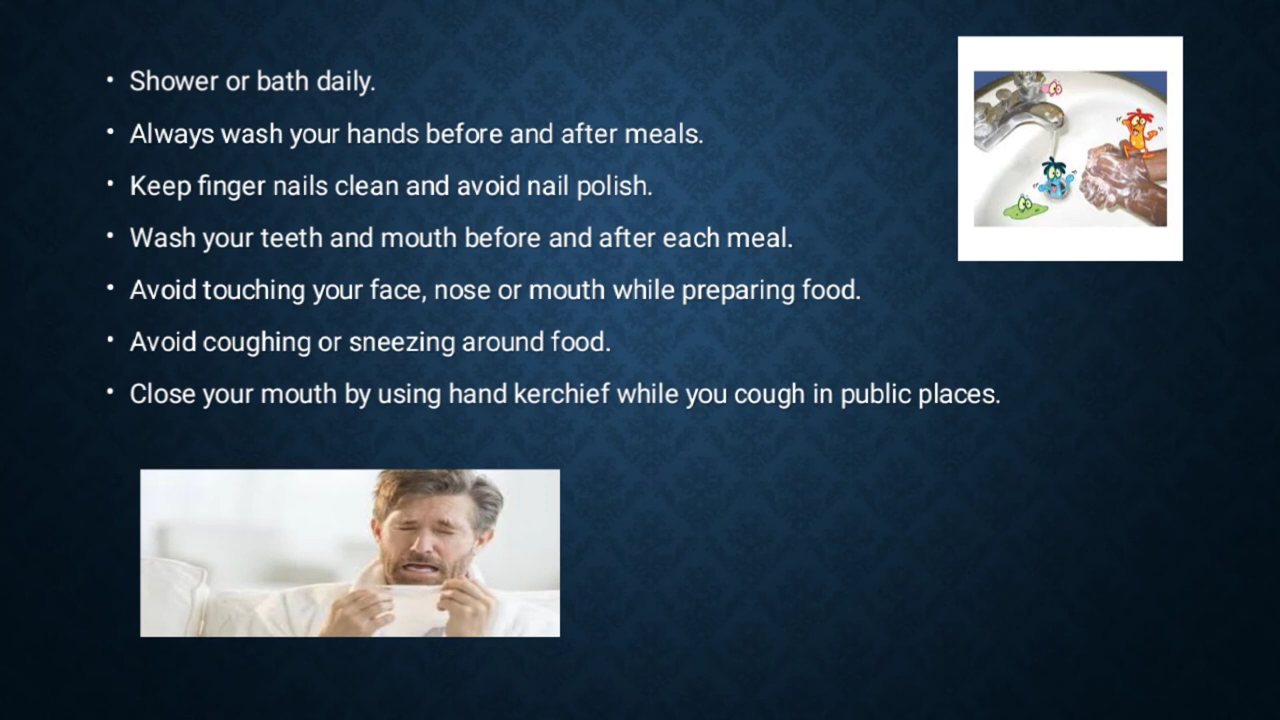 • Shower or bath daily.
• Always wash your hands before and after meals.
• Keep finger nails clean and avoid nail polish.
• Wash your teeth and mouth before and after each meal.
• Avoid touching your face, nose or mouth while preparing food.
• Avoid coughing or sneezing around food.
• Close your mouth by using hand kerchief while you cough in public places.